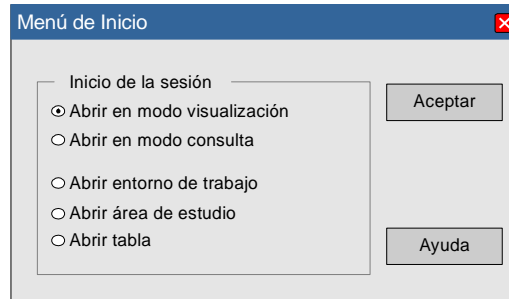 Menú de Inicio
Inicio de la sesión
Abrir en modo visualización
Aceptar
Abrir en modo consulta
Abrir entorno de trabajo
Abrir área de estudio
Abrir tabla
Ayuda